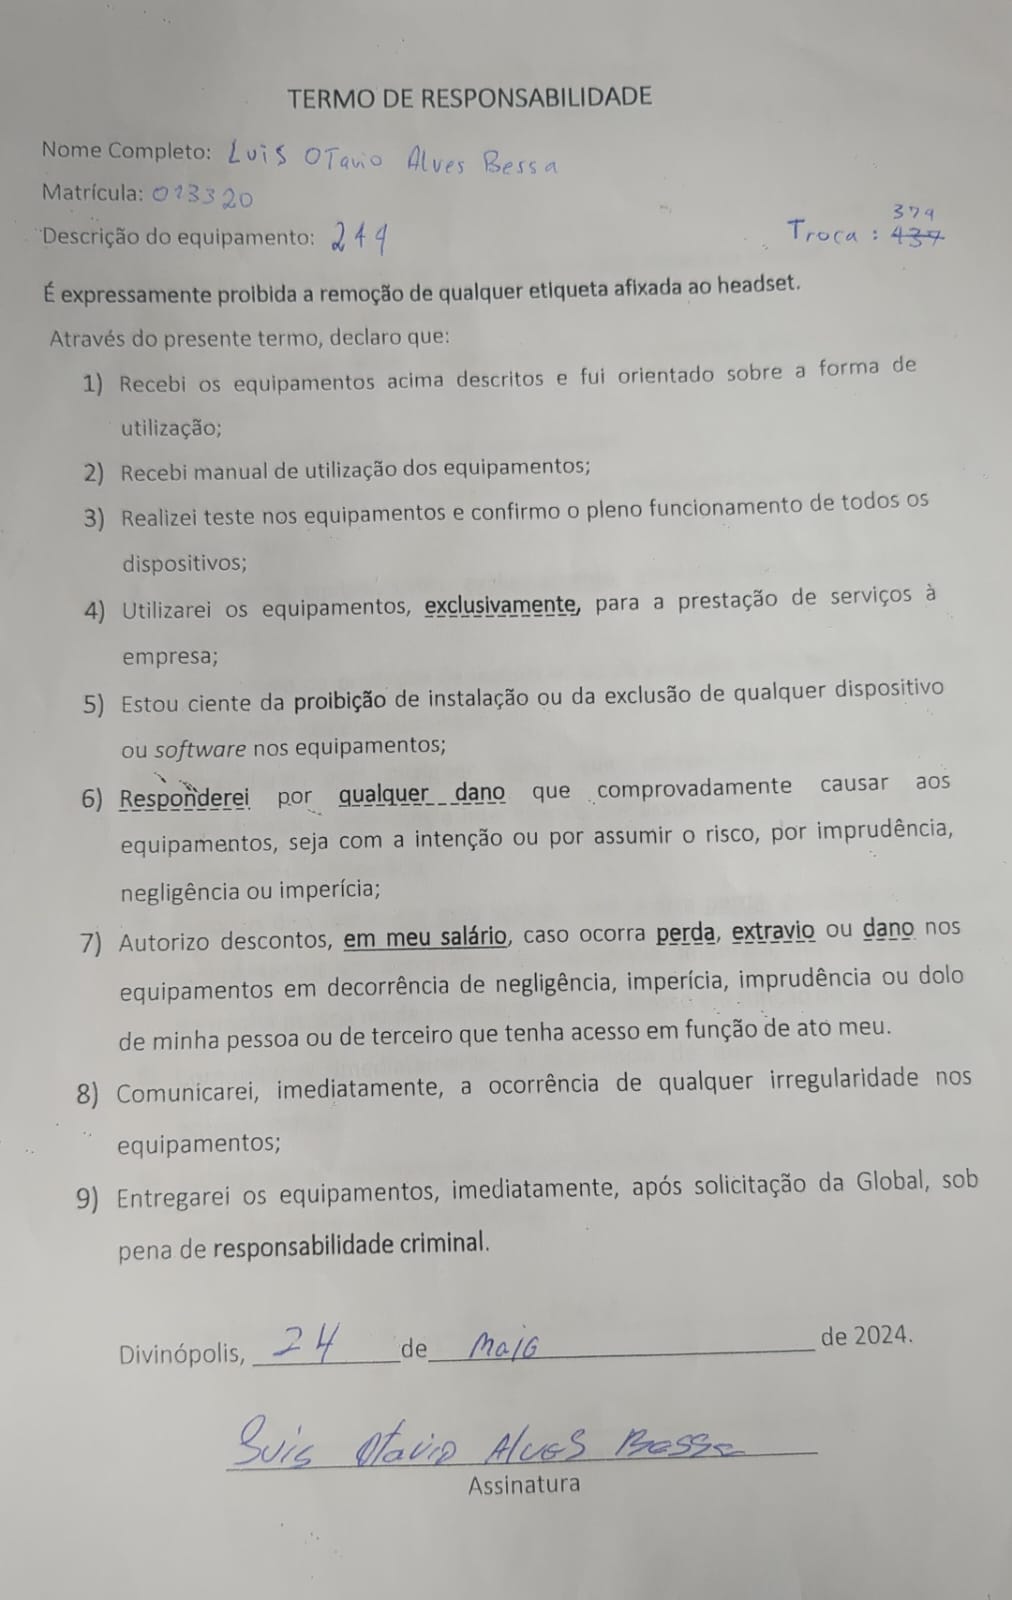 TERMO DE RESPONSABILIDADE
Nome Completo: Luis Otavio Alves Bessa
Matrícula: 013320
Descrição do equipamento: 249
379
Troca : 437
É expressamente proibida a remoção de qualquer etiqueta afixada ao headset.
Através do presente termo, declaro que:
1) Recebi os equipamentos acima descritos e fui orientado sobre a forma de
utilização;
2) Recebi manual de utilização dos equipamentos;
3) Realizei teste nos equipamentos e confirmo o pleno funcionamento de todos os
dispositivos;
4) Utilizarei os equipamentos, exclusivamente, para a prestação de serviços à
empresa;
5) Estou ciente da proibição de instalação ou da exclusão de qualquer dispositivo
ou software nos equipamentos;
6) Responderei por qualquer dano que comprovadamente causar aos
equipamentos, seja com a intenção ou por assumir o risco, por imprudência,
negligência ou imperícia;
7) Autorizo descontos, em meu salário, caso ocorra perda, extravio ou dano nos
equipamentos em decorrência de negligência, imperícia, imprudência ou dolo
de minha pessoa ou de terceiro que tenha acesso em função de ato meu.
8) Comunicarei, imediatamente, a ocorrência de qualquer irregularidade nos
equipamentos;
9) Entregarei os equipamentos, imediatamente, após solicitação da Global, sob
pena de responsabilidade criminal.
Divinópolis, 24 de Maio de 2024.
Luis Otavio Alves Bessa
Assinatura